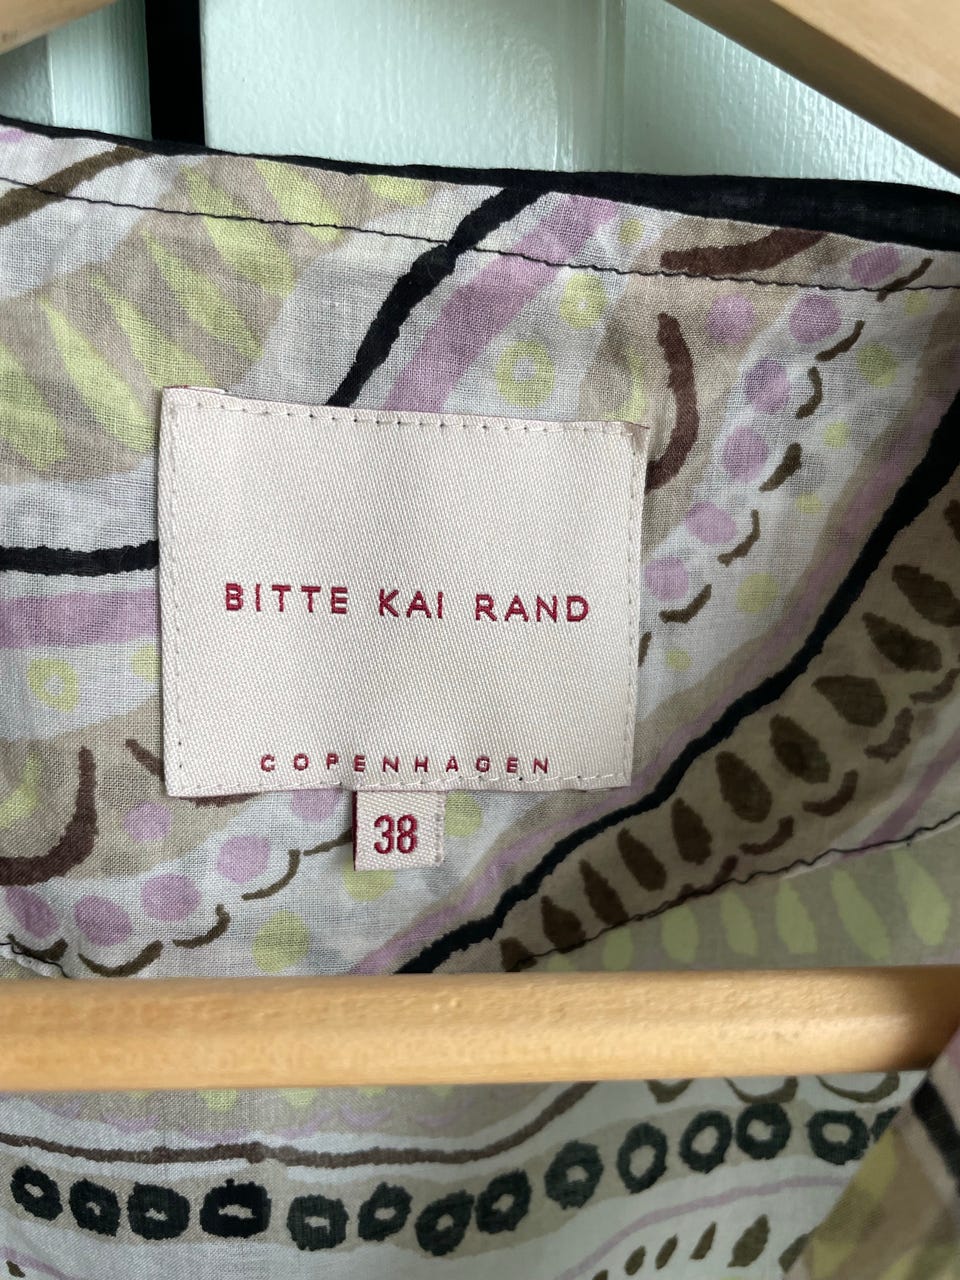 BITTE KAI RAND
COPENHAGEN
38